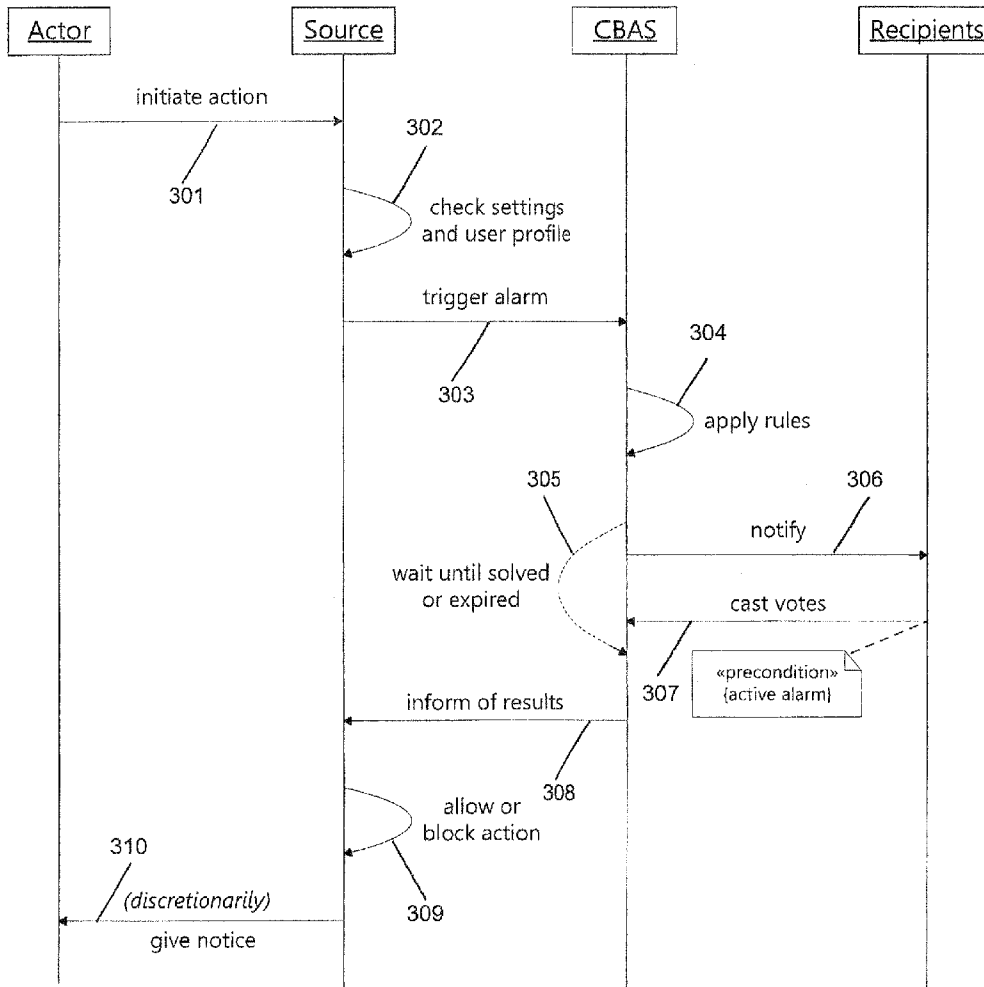 Actor
Source
CBAS
Recipients
initiate action
301
302
check settings
and user profile
trigger alarm
303
304
apply rules
305
306
notify
wait until solved
or expired
cast votes
307
«precondition»
{active alarm}
inform of results
308
allow or
block action
309
310
(discretionarily)
give notice